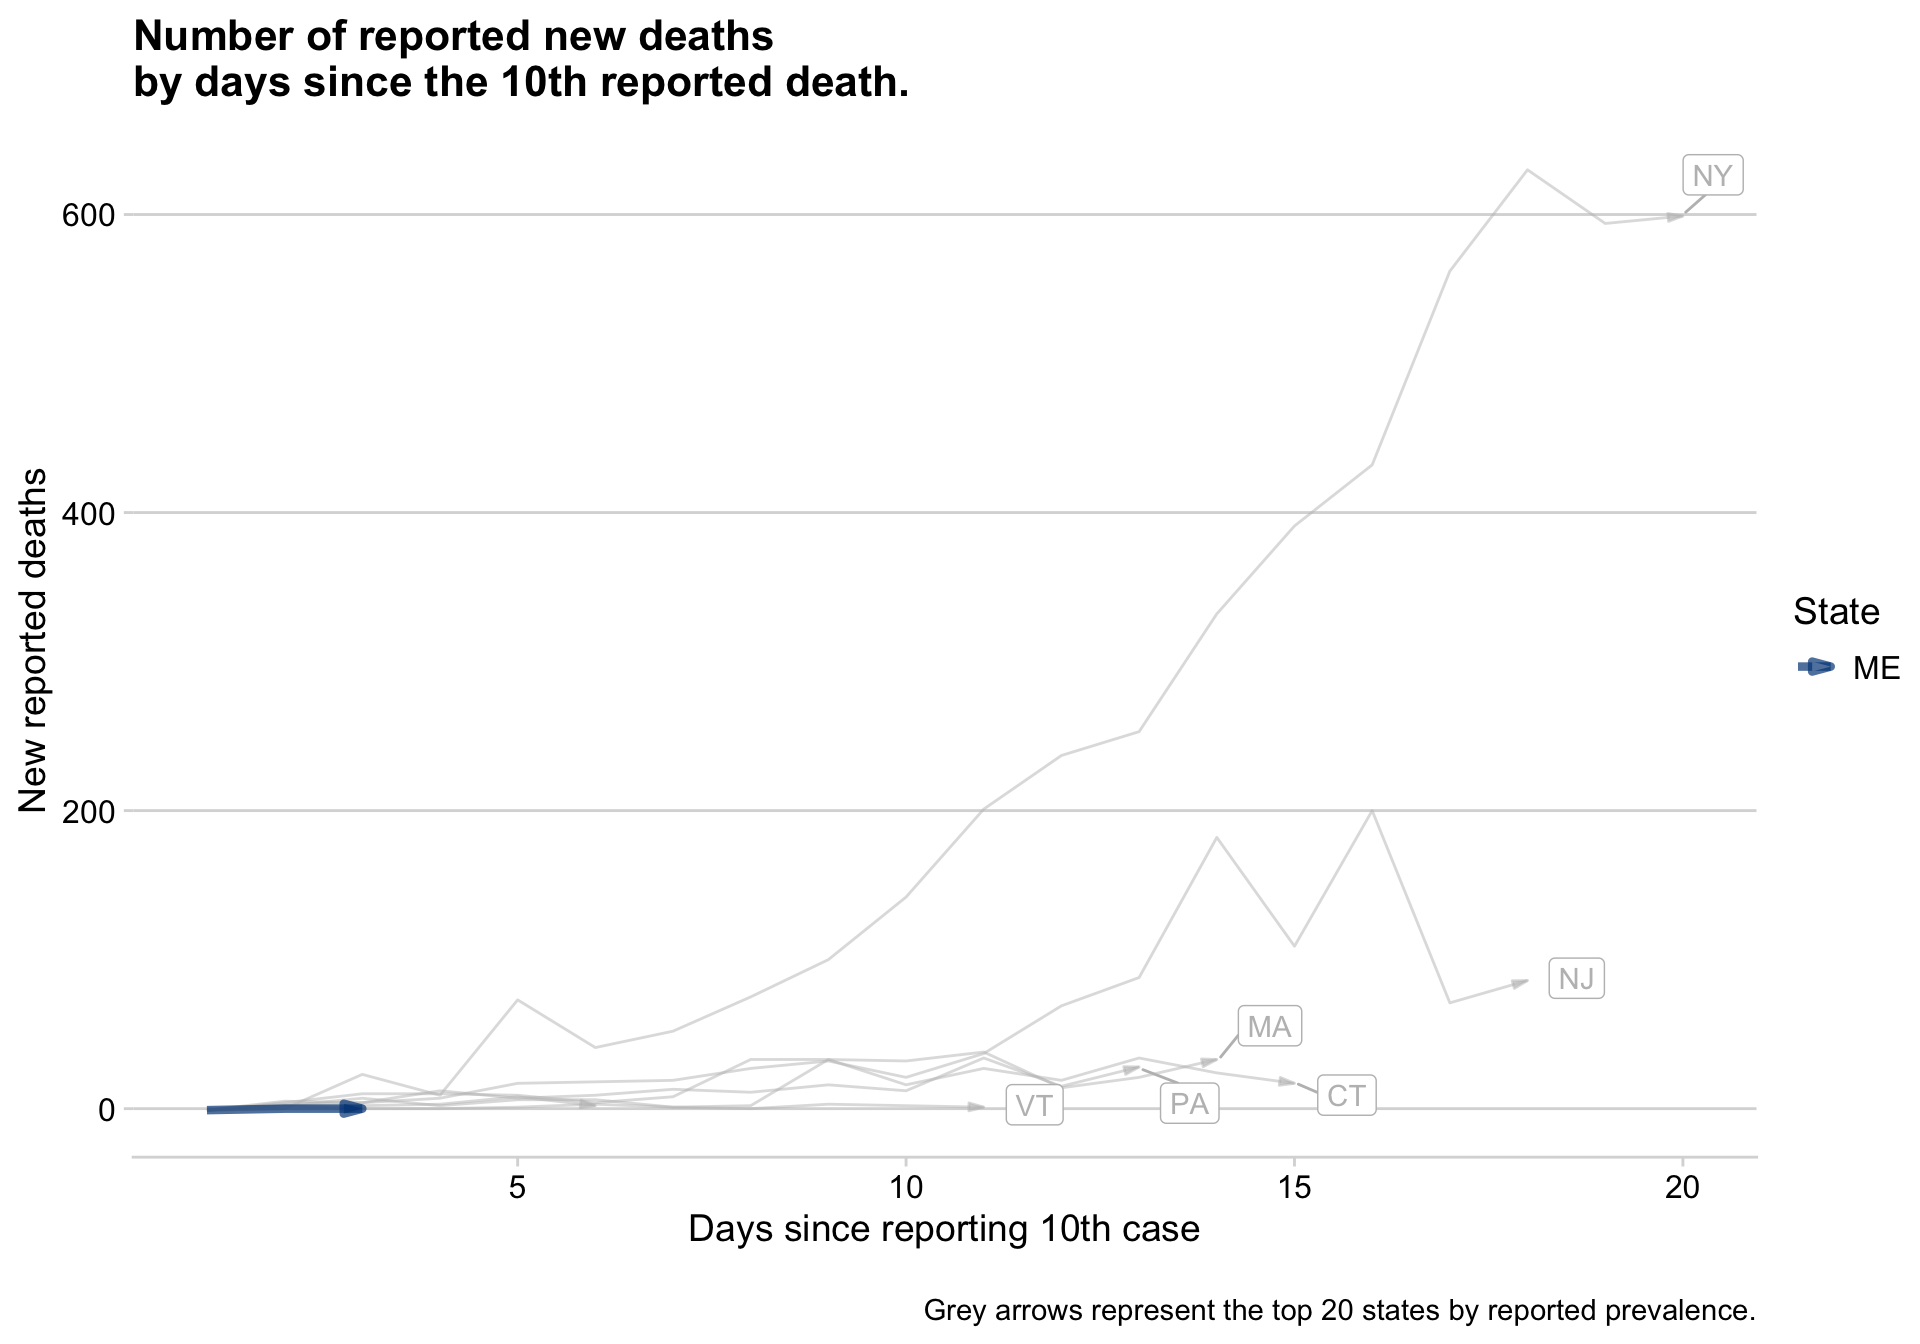 Number of reported new deaths
by days since the 10th reported death.
NY
600
400
New reported deaths
State
ME
200
NJ
MA
CT
PA
VT
0
5 10 15 20
Days since reporting 10th case
Grey arrows represent the top 20 states by reported prevalence.